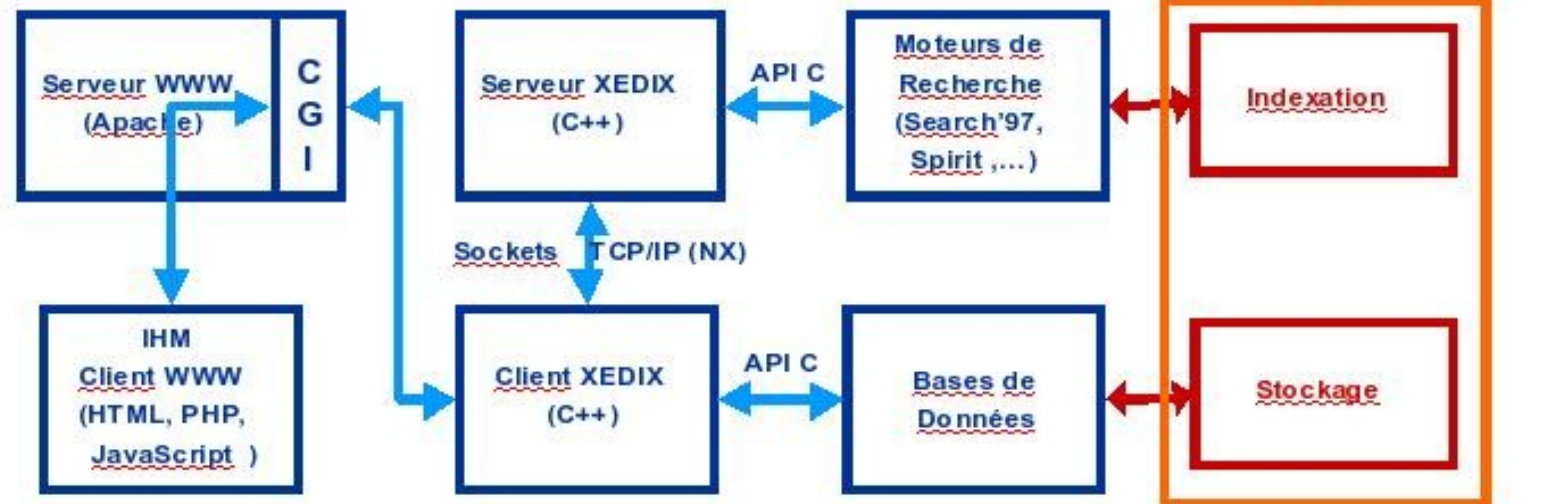 Serveur WWW
(Apache)
C
G
I
Serveur XEDIX
(C++)
API C
Moteurs de
Recherche
(Search'97,
Spirit ,...)
Indexation
Sockets TCP/IP (NX)
IHM
Client WWW
(HTML, PHP,
JavaScript )
Client XEDIX
(C++)
API C
Bases de
Données
Stockage